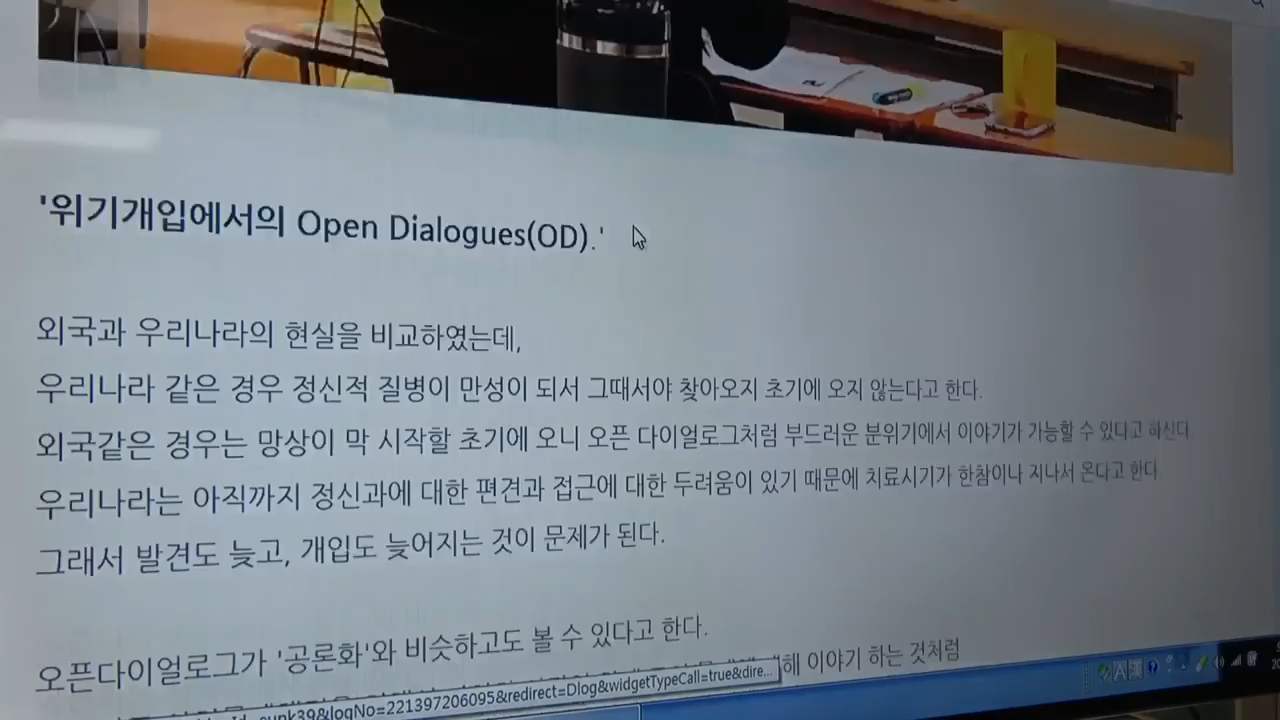 '위기개입에서의 Open Dialogues(OD).'
외국과 우리나라의 현실을 비교하였는데,
우리나라 같은 경우 정신적 질병이 만성이 되서 그때서야 찾아오지 초기에 오지 않는다고 한다.
외국같은 경우는 망상이 막 시작할 초기에 오니 오픈 다이얼로그처럼 부드러운 분위기에서 이야기가 가능할 수 있다고 하신다.
우리나라는 아직까지 정신과에 대한 편견과 접근에 대한 두려움이 있기 때문에 치료시기가 한참이나 지나서 온다고 한다
그래서 발견도 늦고, 개입도 늦어지는 것이 문제가 된다.
오픈다이얼로그가 '공론화'와 비슷하고도 볼 수 있다고 한다.
이야기 하는 것처럼
&logNo=221397206095&redirect=Dlog&widgetTypeCall=true&dire...
A 漢